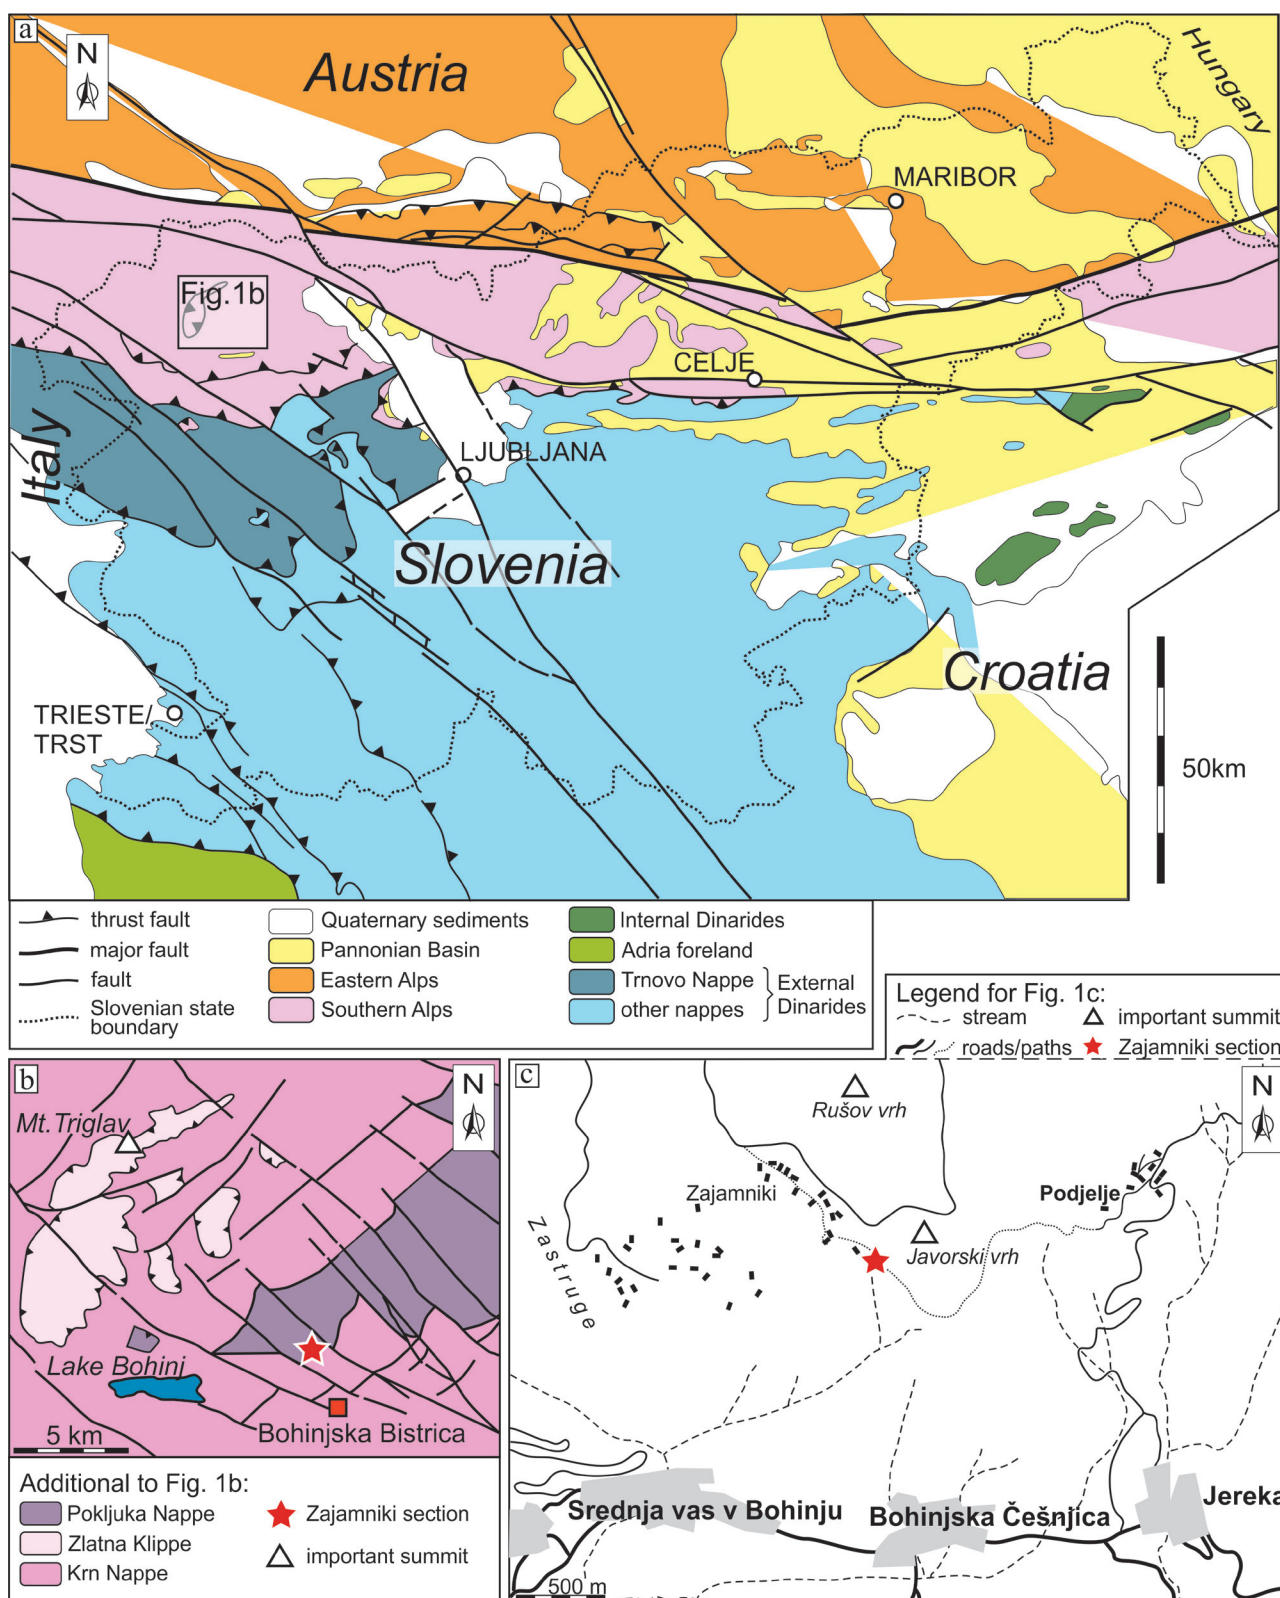 a
N
Austria
Hungary
MARIBOR
Fig.1b
CELJE
Italy
LJUBLJANA
Slovenia
Croatia
TRIESTE/
TRST
50km
thrust fault
major fault
fault
Slovenian state
boundary
Quaternary sediments
Pannonian Basin
Eastern Alps
Southern Alps
Internal Dinarides
Adria foreland
Trnovo Nappe
other nappes
External
Dinarides
Legend for Fig. 1c:
stream
important summit
roads/paths
Zajamniki section
b
N
Mt.Triglav
Lake Bohinj
5 km
Bohinjska Bistrica
Additional to Fig. 1b:
Pokljuka Nappe
Zlatna Klippe
Krn Nappe
Zajamniki section
important summit
c
N
Rušov vrh
Zajamniki
Podjelje
Zastruge
Javorski vrh
Srednja vas v Bohinju
Bohinjska Češnjica
Jereka
500 m